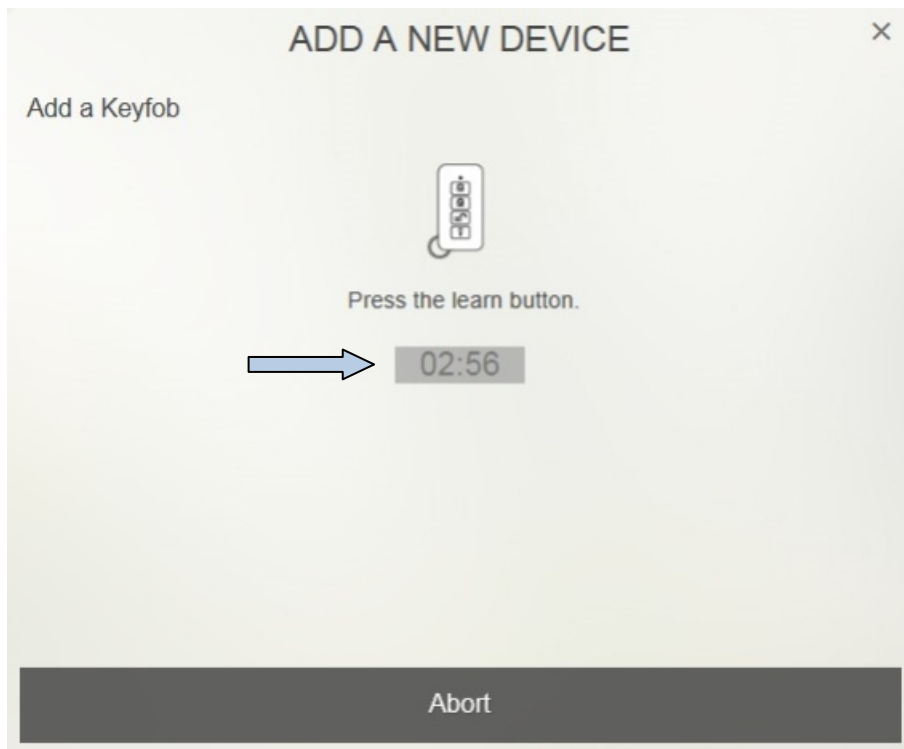 ADD A NEW DEVICE
×
Add a Keyfob
Press the learn button.
02:56
Abort